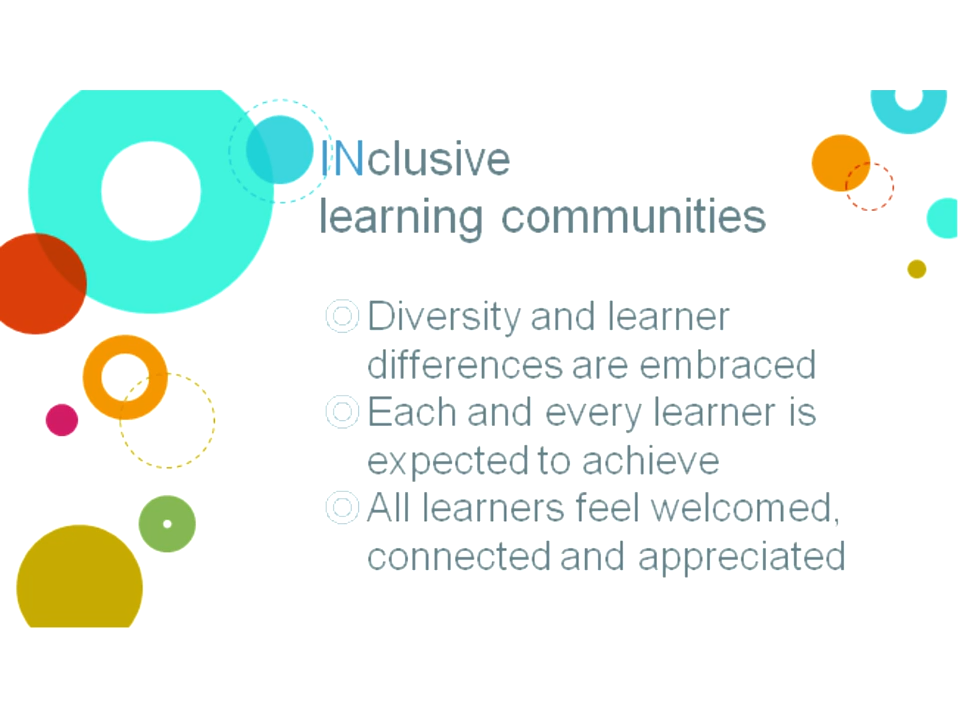 INclusive
learning communities
Diversity and learner
differences are embraced
Each and every learner is
expected to achieve
All learners feel welcomed,
connected and appreciated